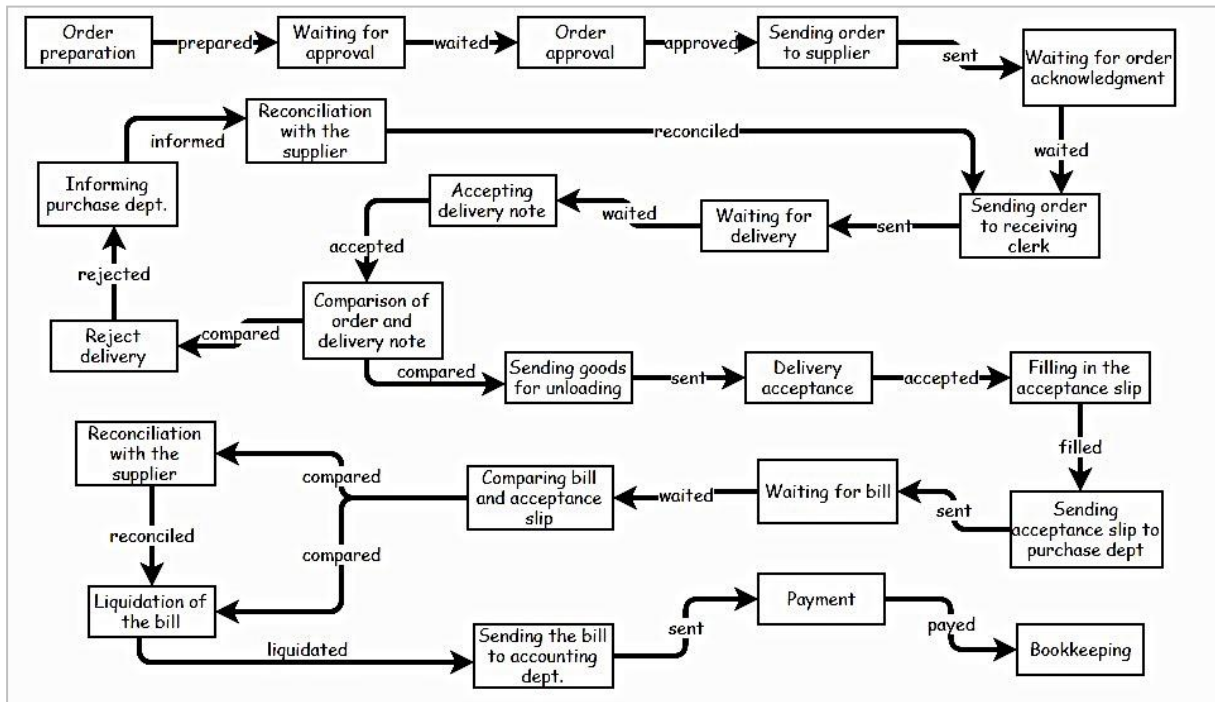 Order
preparation
prepared
Waiting for
approval
waited
Order
approval
approved
Sending order
to supplier
sent
Waiting for order
acknowledgment
waited
Reconciliation
with the
supplier
reconciled
informed
Informing
purchase dept.
Accepting
delivery note
waited
Waiting for
delivery
sent
Sending order
to receiving
clerk
accepted
rejected
Comparison of
order and
delivery note
compared
Reject
delivery
compared
Sending goods
for unloading
sent
Delivery
acceptance
accepted
Filling in the
acceptance slip
filled
Reconciliation
with the
supplier
compared
Comparing bill
and acceptance
slip
waited
Waiting for bill
sent
Sending
acceptance slip to
purchase dept
reconciled
compared
Liquidation of
the bill
liquidated
Sending the bill
to accounting
dept.
sent
Payment
payed
Bookkeeping